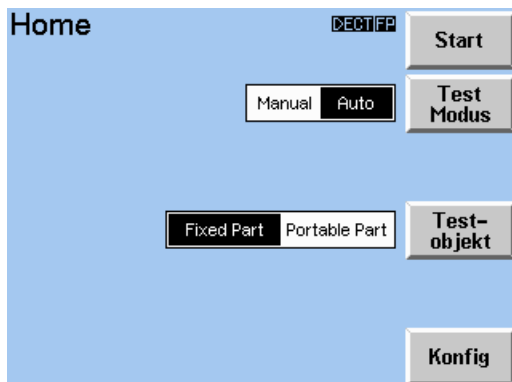 Home
DECT FP
Start
Manual Auto
Test
Modus
Fixed Part Portable Part
Test-
objekt
Konfig